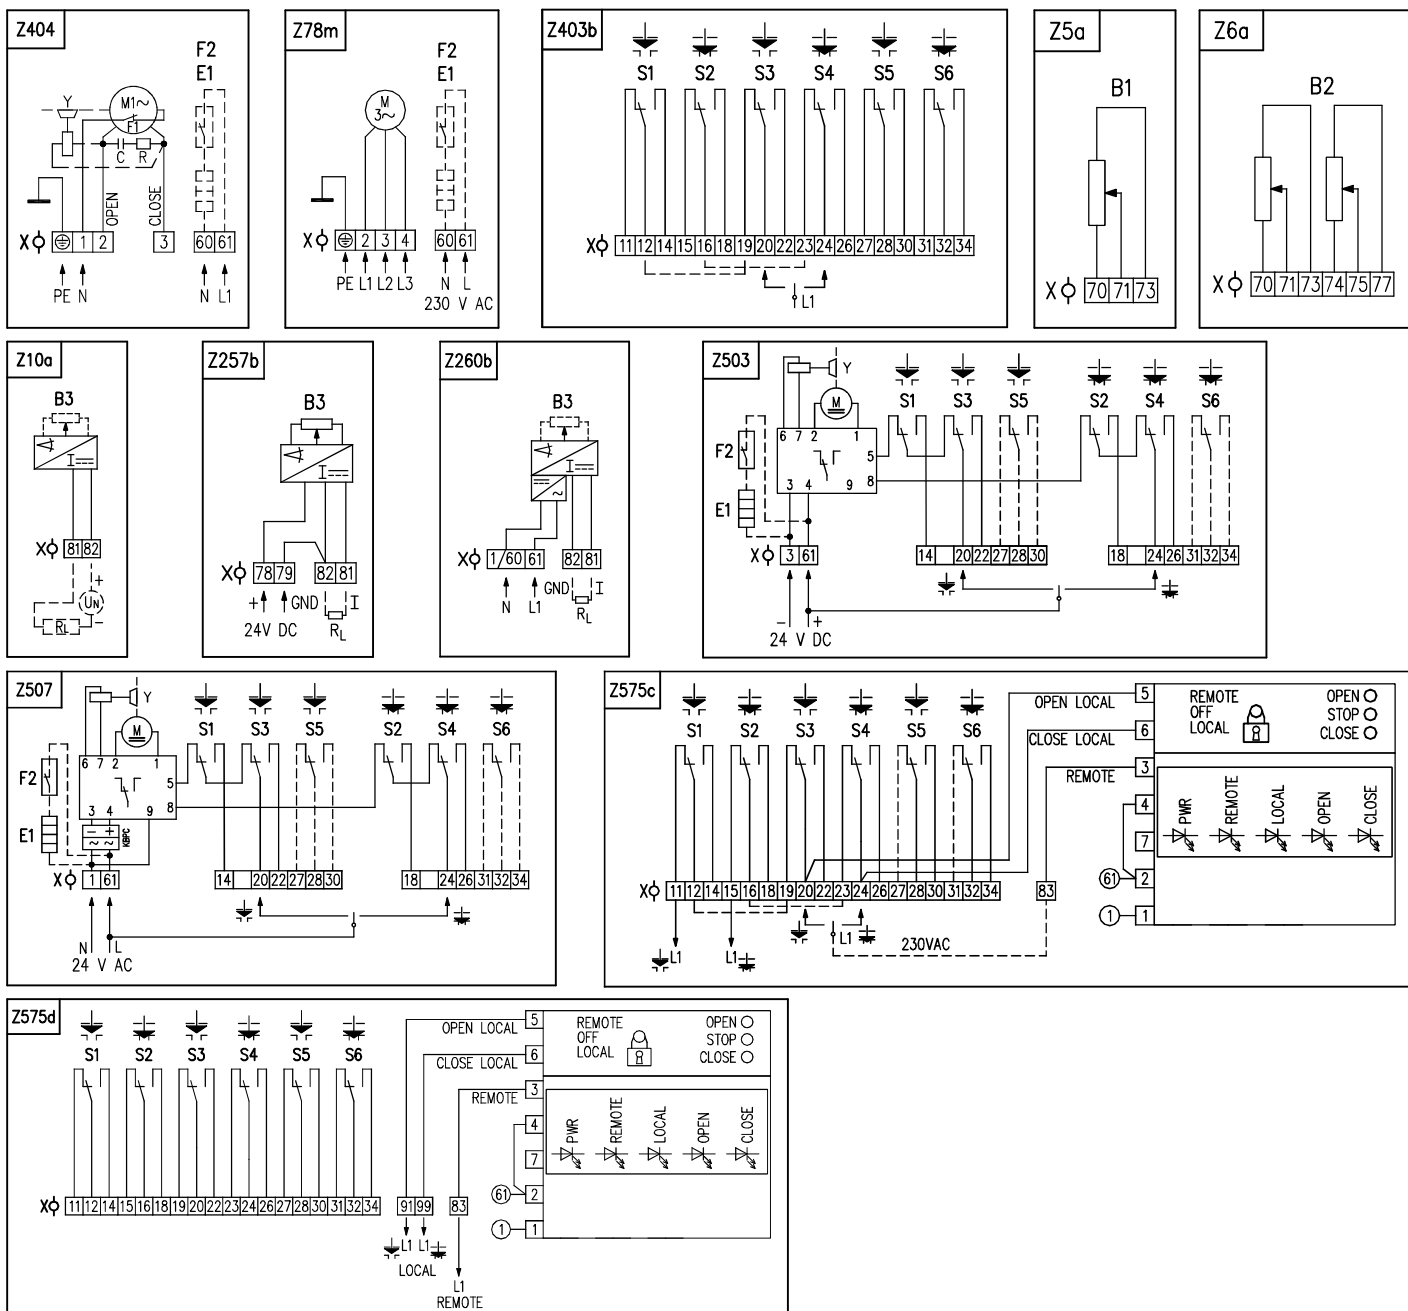 Z404
F2
E1
Y
M1~
F1
C R
OPEN
CLOSE
X 1 2 3 60 61
PE N N L1
Z78m
F2
E1
M
3~
X 2 3 4 60 61
PE L1 L2 L3 N L
230 V AC
Z403b
S1 S2 S3 S4 S5 S6
X 11 12 14 15 16 18 19 20 22 23 24 26 27 28 30 31 32 34
L1
Z5a
B1
X 70 71 73
Z6a
B2
X 70 71 73 74 75 77
Z10a
B3
I
X 81 82
+
UN
RL −
Z257b
B3
I
X 78 79 82 81
+ GND I
24V DC RL
Z260b
B3
I
~
X 1/60 61 82 81
GND I
N L1 RL
Z503
Y
M
S1 S3 S5 S2 S4 S6
6 7 2 1
F2
5
8
3 4 9
E1
X 3 61 14 20 22 27 28 30 18 24 26 31 32 34
− +
24 V DC
Z507
Y
M
S1 S3 S5 S2 S4 S6
F2
6 7 2 1
5
8
3 4 9
E1
− +
~ ~
KBPC
X 1 61 14 20 22 27 28 30 18 24 26 31 32 34
N L
24 V AC
Z575c
S1 S2 S3 S4 S5 S6
OPEN LOCAL 5
CLOSE LOCAL 6
REMOTE 3
4
7
61 2
1 1
REMOTE
OFF
LOCAL
OPEN
STOP
CLOSE
PWR
REMOTE
LOCAL
OPEN
CLOSE
X 11 12 14 15 16 18 19 20 22 23 24 26 27 28 30 31 32 34 83
L1 L1 L1
230VAC
Z575d
S1 S2 S3 S4 S5 S6
OPEN LOCAL 5
CLOSE LOCAL 6
REMOTE 3
4
7
61 2
1 1
REMOTE
OFF
LOCAL
OPEN
STOP
CLOSE
PWR
REMOTE
LOCAL
OPEN
CLOSE
X 11 12 14 15 16 18 19 20 22 23 24 26 27 28 30 31 32 34 91 99 83
L1 L1
LOCAL
L1
REMOTE